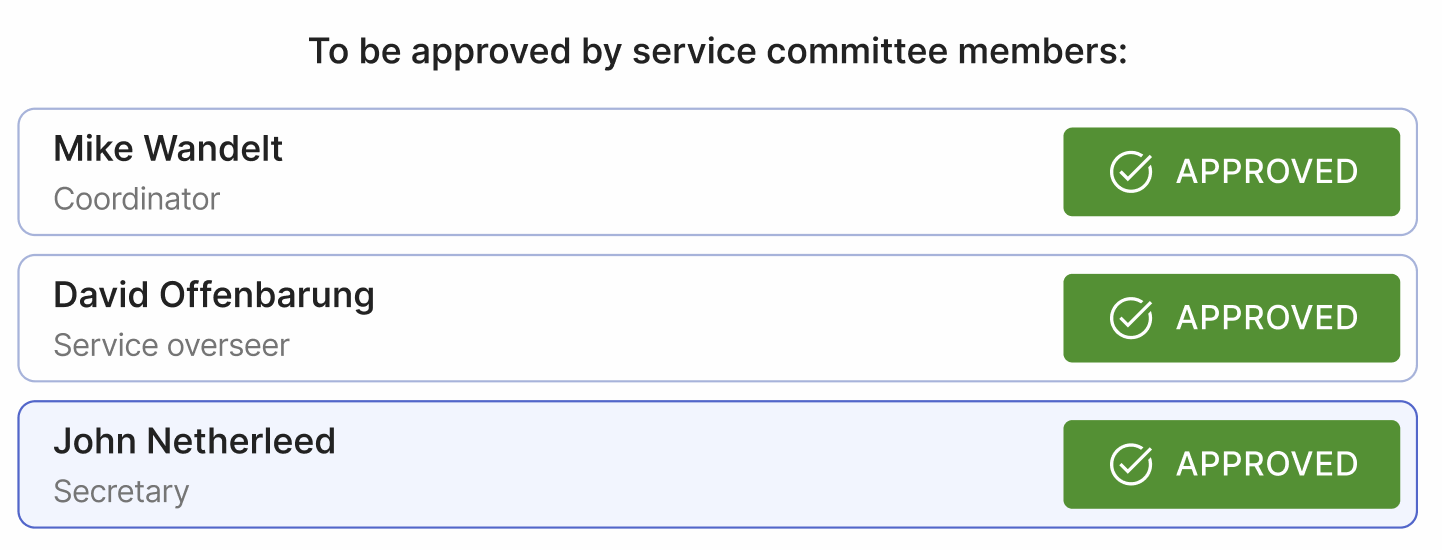 To be approved by service committee members:
Mike Wandelt
Coordinator
APPROVED
David Offenbarung
Service overseer
APPROVED
John Netherleed
Secretary
APPROVED